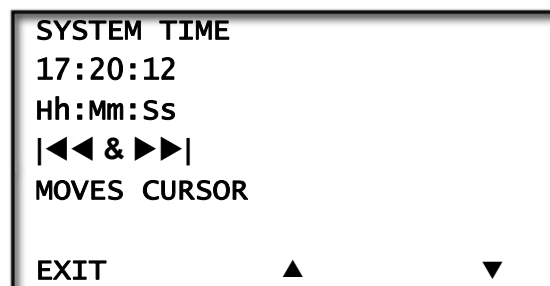 SYSTEM TIME
17:20:12
Hh:Mm:Ss
|◀◀ & ▶▶|
MOVES CURSOR
EXIT ▲ ▼